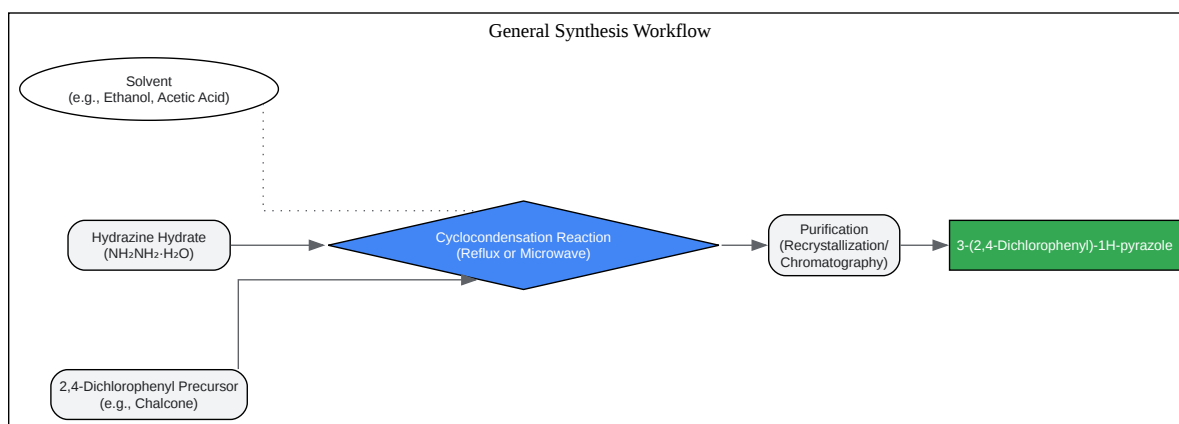 General Synthesis Workflow
Solvent
(e.g., Ethanol, Acetic Acid)
Hydrazine Hydrate
(NH₂NH₂·H₂O)
Cyclocondensation Reaction
(Reflux or Microwave)
Purification
(Recrystallization/
Chromatography)
3-(2,4-Dichlorophenyl)-1H-pyrazole
2,4-Dichlorophenyl Precursor
(e.g., Chalcone)